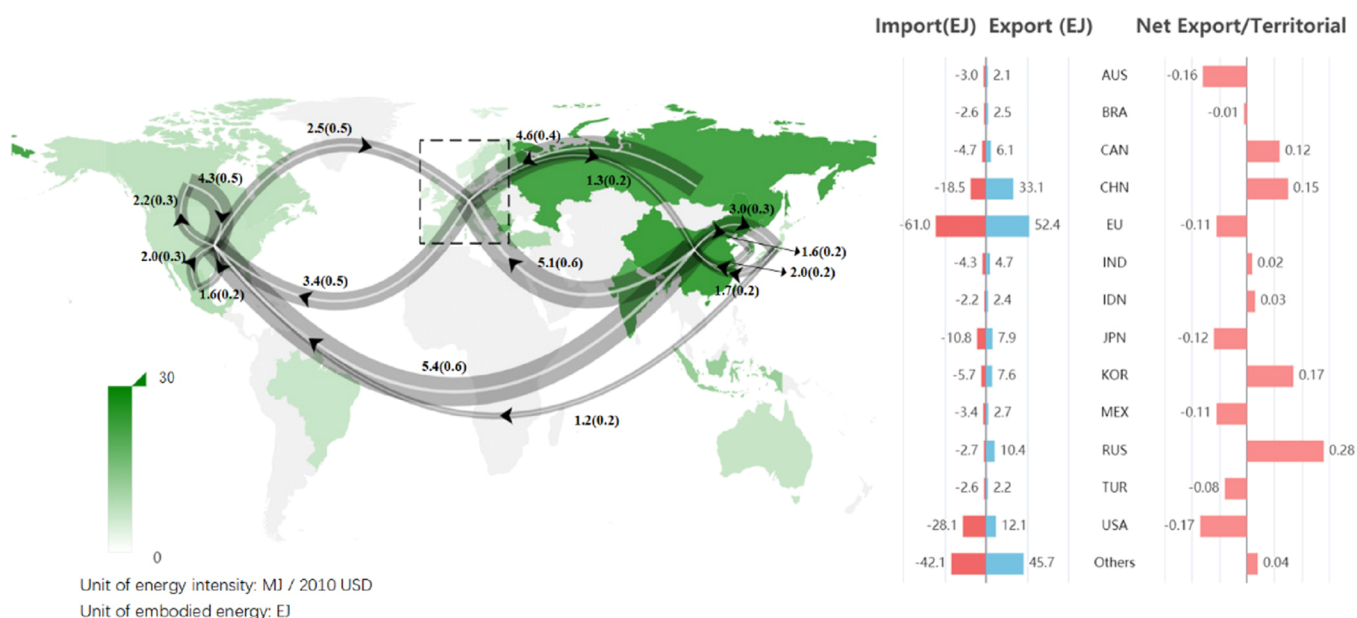 Import(EJ) Export (EJ) Net Export/Territorial
-3.0 2.1 AUS -0.16
-2.6 2.5 BRA -0.01
-4.7 6.1 CAN 0.12
-18.5 33.1 CHN 0.15
-61.0 52.4 EU -0.11
-4.3 4.7 IND 0.02
-2.2 2.4 IDN 0.03
-10.8 7.9 JPN -0.12
-5.7 7.6 KOR 0.17
-3.4 2.7 MEX -0.11
-2.7 10.4 RUS 0.28
-2.6 2.2 TUR -0.08
-28.1 12.1 USA -0.17
-42.1 45.7 Others 0.04
2.5(0.5)
4.6(0.4)
4.3(0.5)
1.3(0.2)
2.2(0.3)
3.0(0.3)
1.6(0.2)
2.0(0.3)
5.1(0.6)
2.0(0.2)
1.6(0.2)
3.4(0.5)
1.7(0.2)
5.4(0.6)
1.2(0.2)
30
0
Unit of energy intensity: MJ / 2010 USD
Unit of embodied energy: EJ